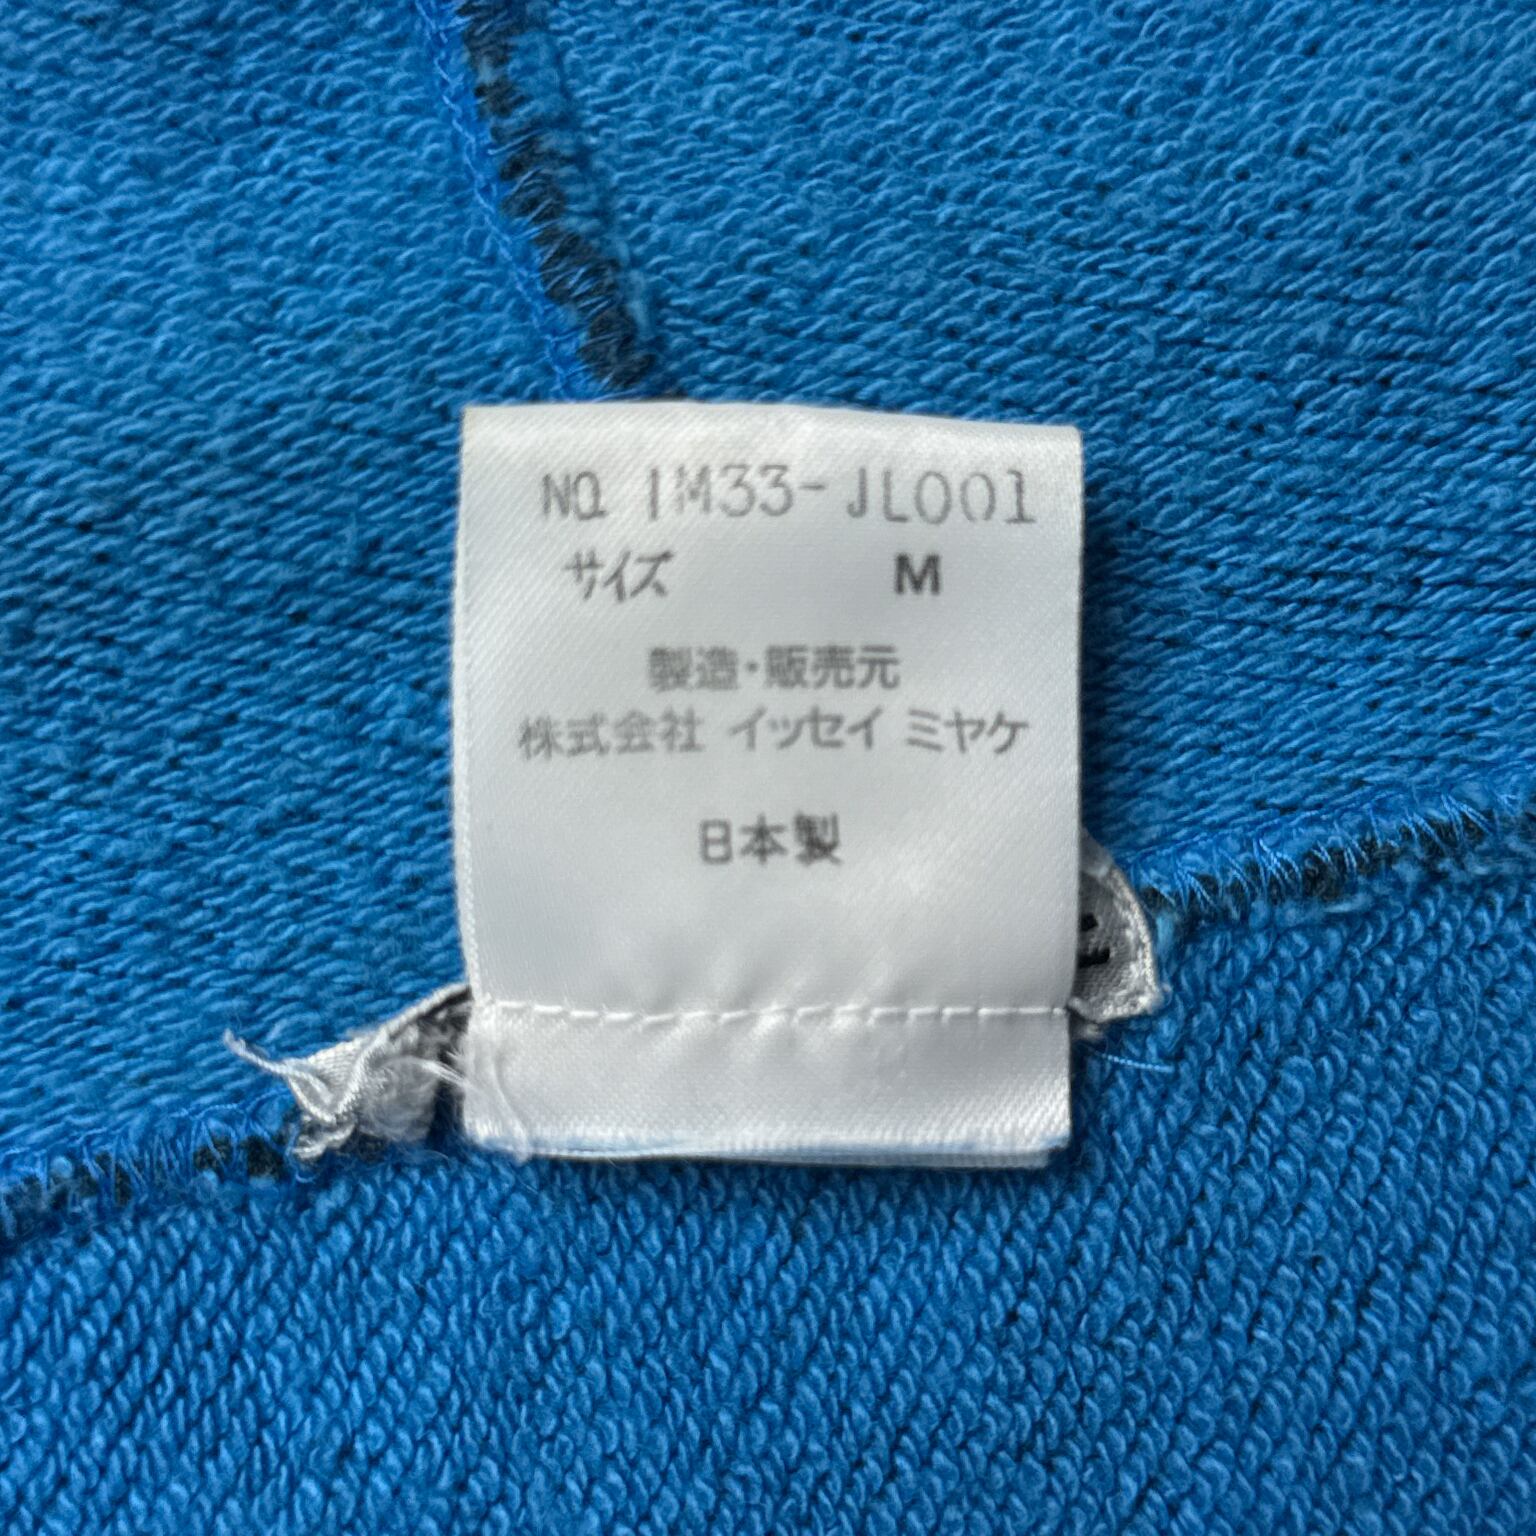 NO. IM33-JL001
サイズ M
製造・販売元
株式会社 イッセイ ミヤケ
日本製